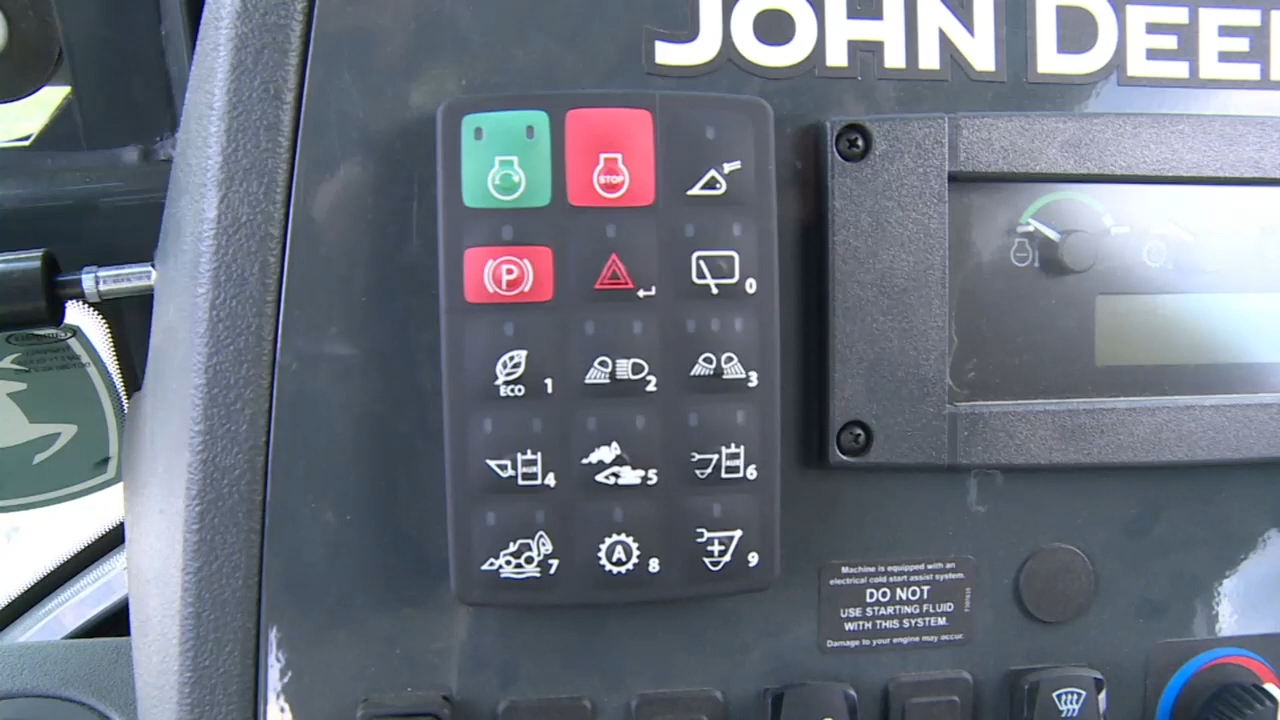 JOHN DEE
STOP
P
0
ECO 1
2
3
AUX 4
5
AUX 6
7
A 8
9
Machine is equipped with an
electrical cold start assist system.
DO NOT
USE STARTING FLUID
WITH THIS SYSTEM.
Damage to your engine may occur.